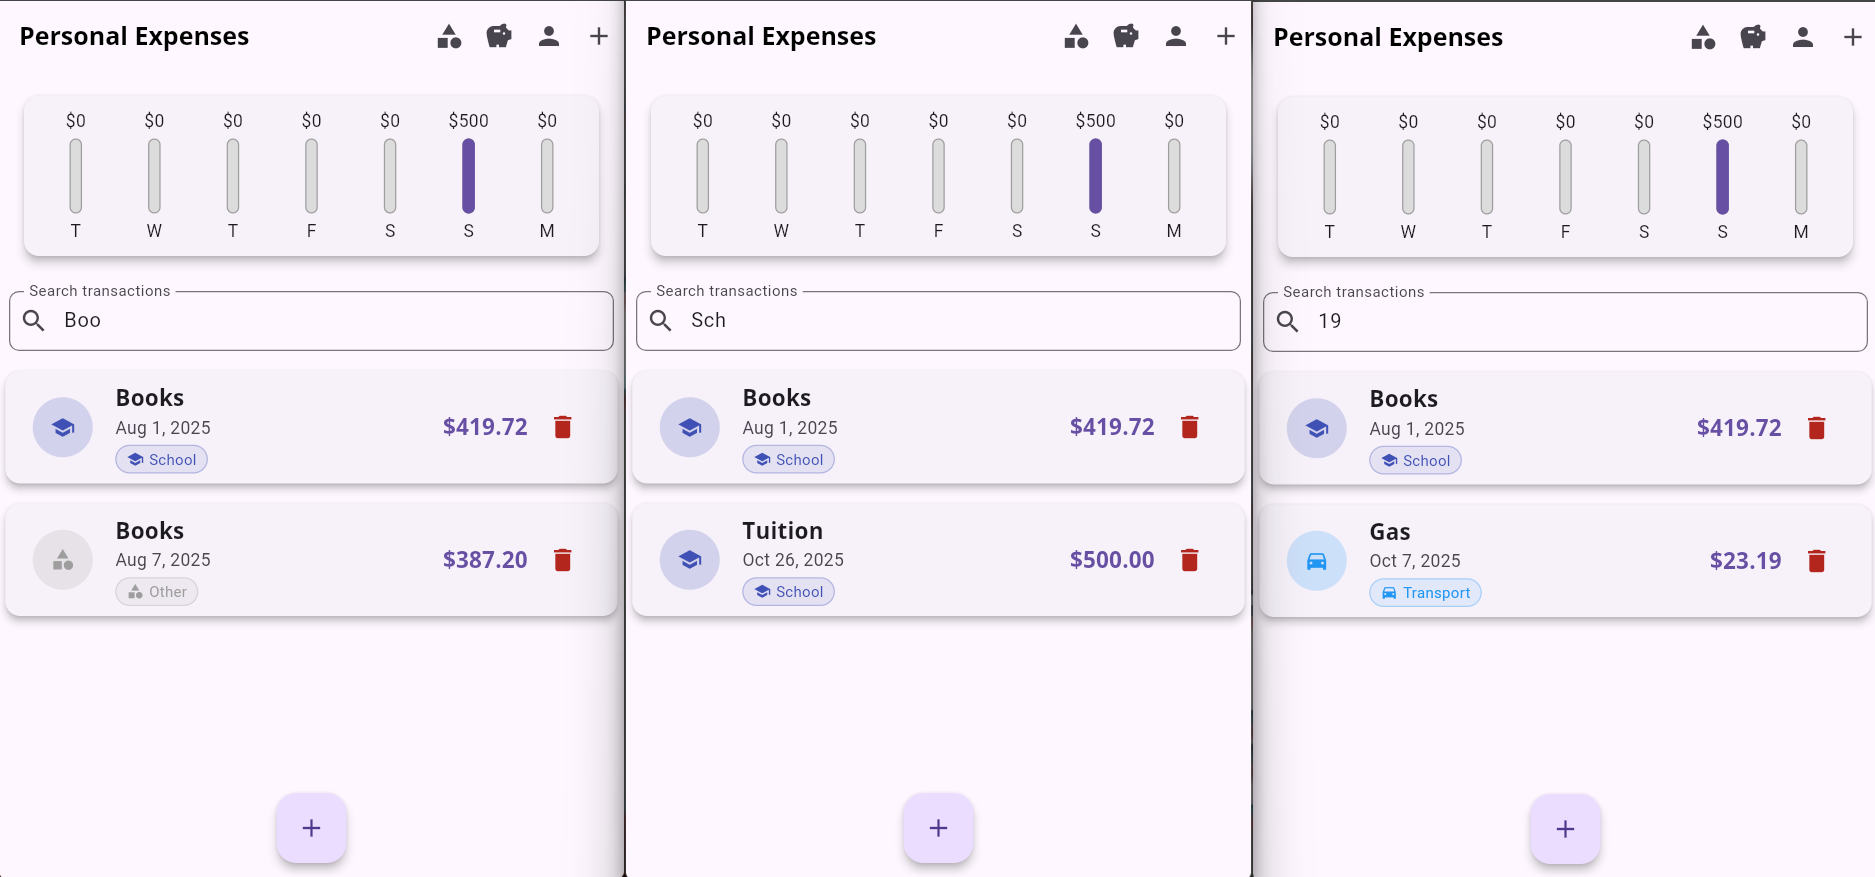 Personal Expenses
$0 $0 $0 $0 $0 $500 $0
T W T F S S M
Search transactions
Boo
Books
Aug 1, 2025
$419.72
School
Books
Aug 7, 2025
$387.20
Other
Personal Expenses
$0 $0 $0 $0 $0 $500 $0
T W T F S S M
Search transactions
Sch
Books
Aug 1, 2025
$419.72
School
Tuition
Oct 26, 2025
$500.00
School
Personal Expenses
$0 $0 $0 $0 $0 $500 $0
T W T F S S M
Search transactions
19
Books
Aug 1, 2025
$419.72
School
Gas
Oct 7, 2025
$23.19
Transport